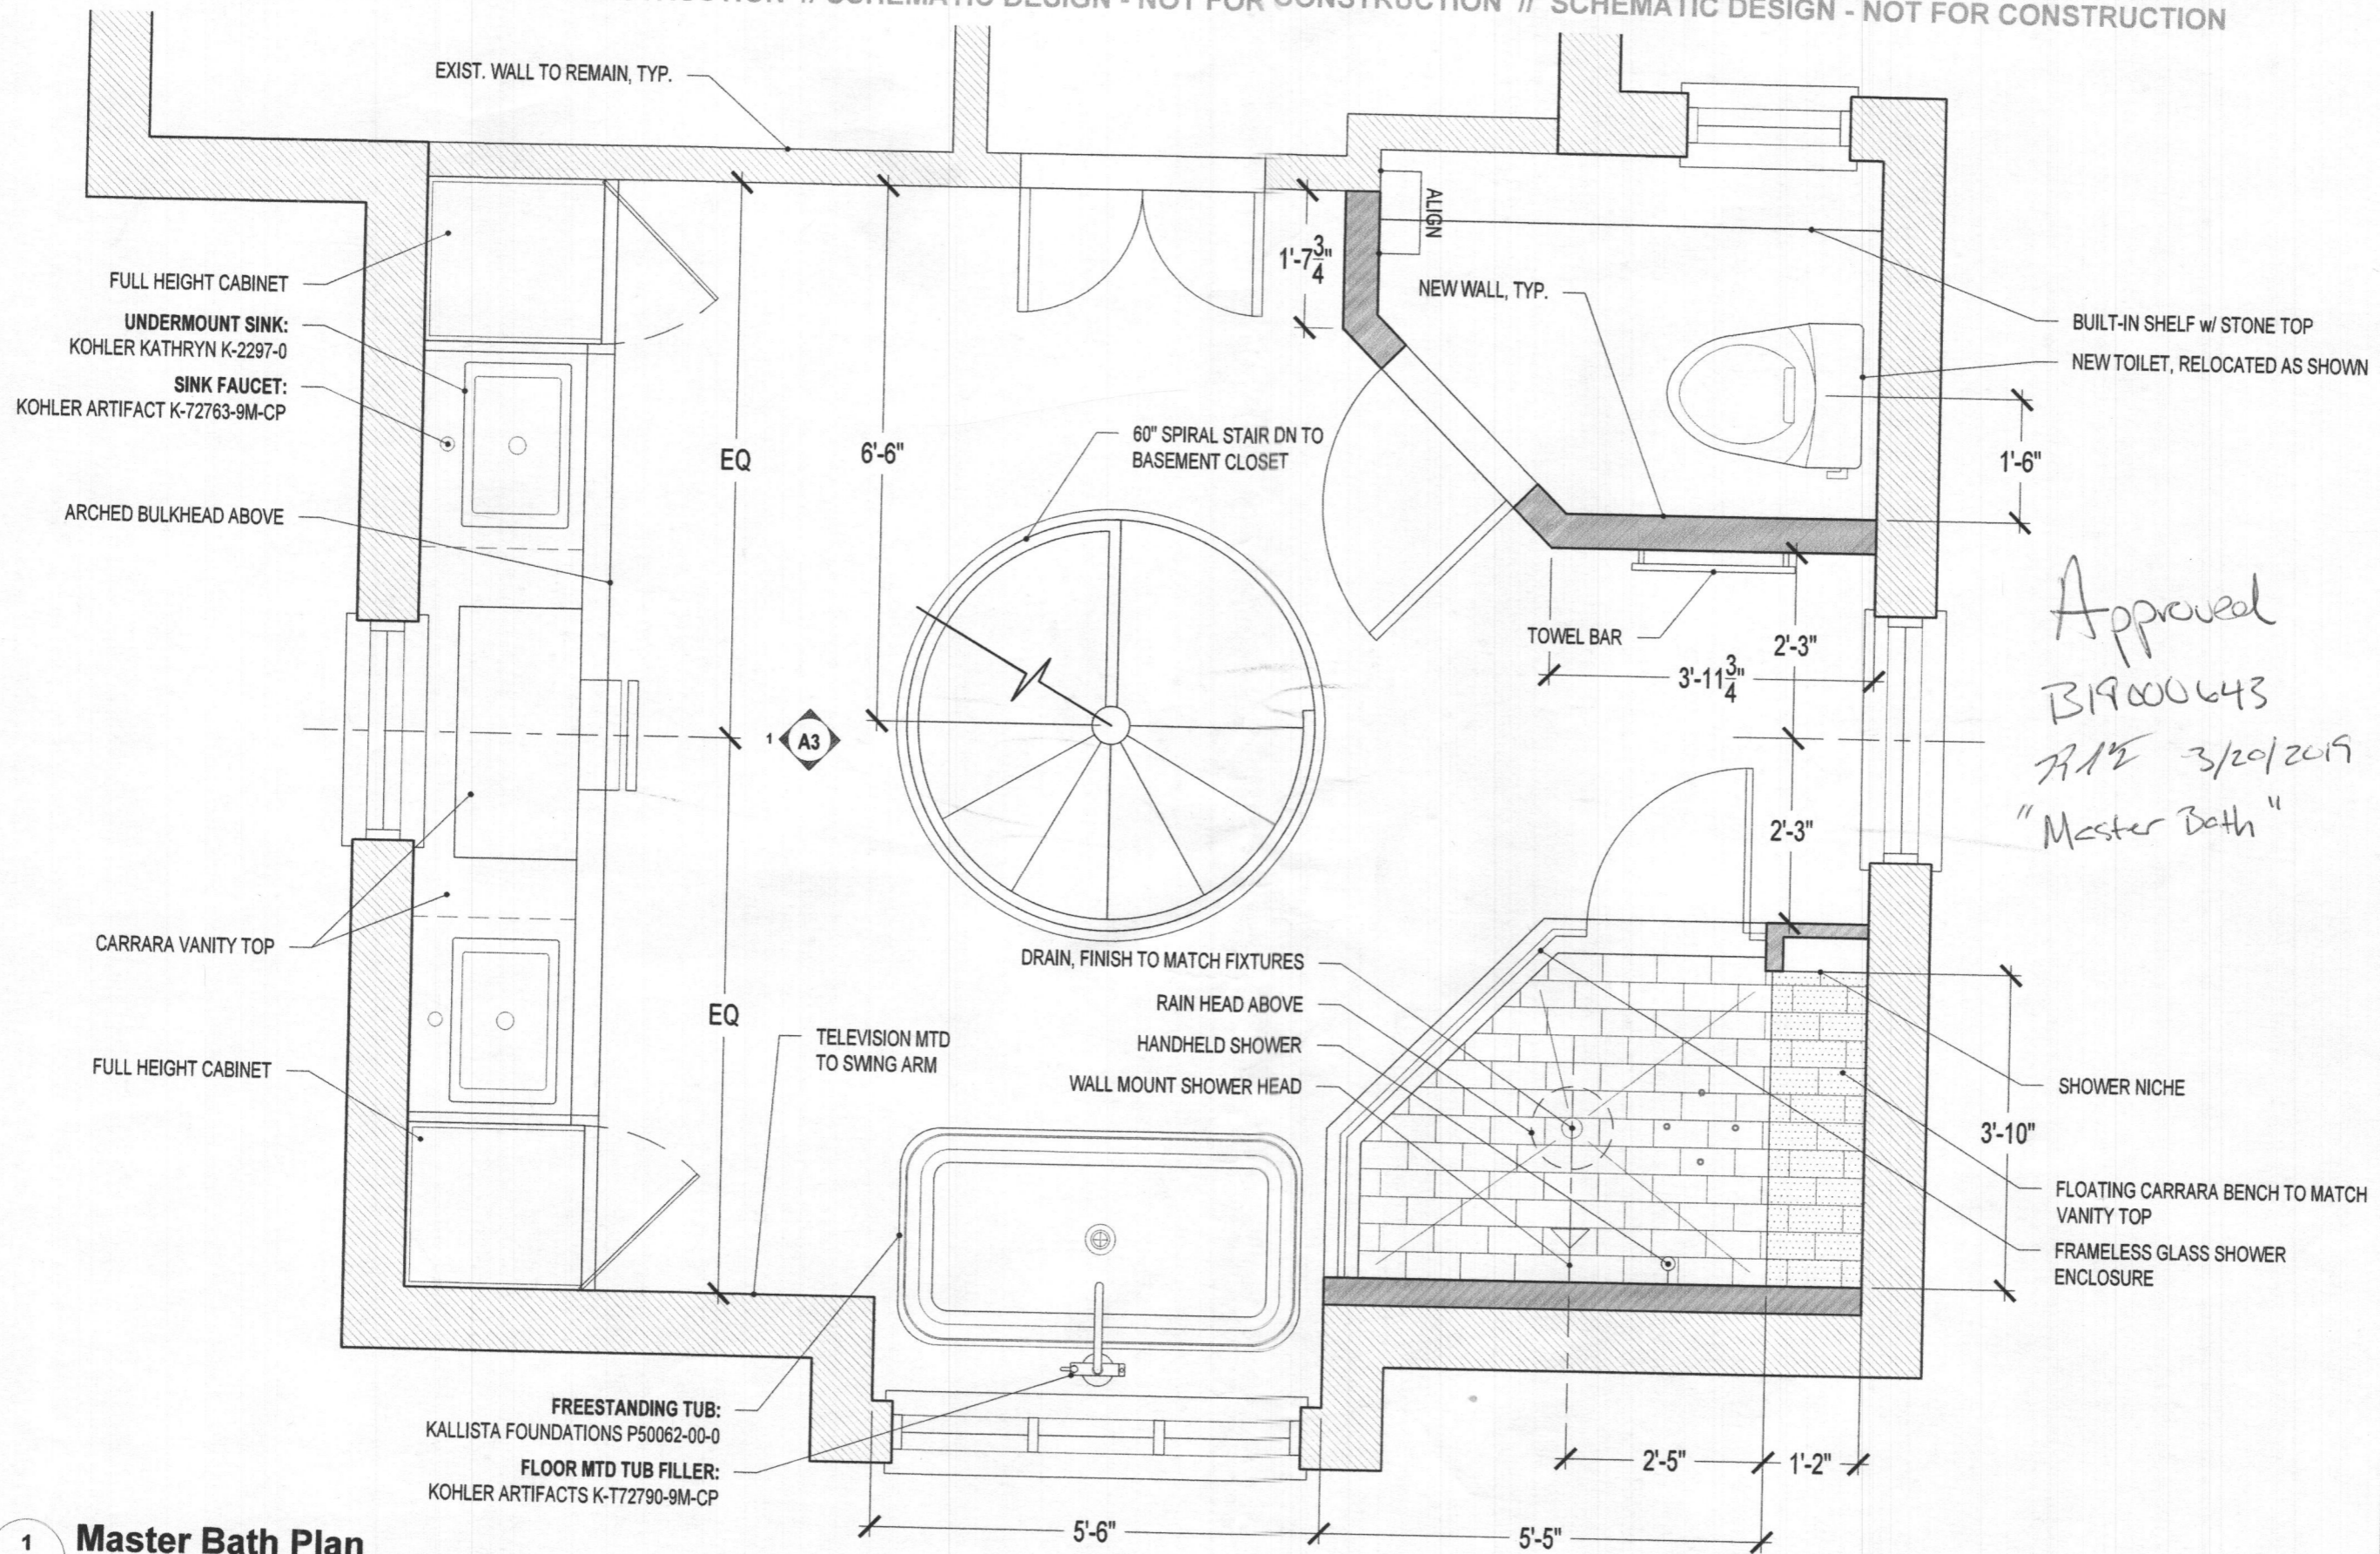 SCHEMATIC DESIGN - NOT FOR CONSTRUCTION // SCHEMATIC DESIGN - NOT FOR CONSTRUCTION
EXIST. WALL TO REMAIN, TYP.
ALIGN
1'-7 3/4"
NEW WALL, TYP.
FULL HEIGHT CABINET
UNDERMOUNT SINK:
KOHLER KATHRYN K-2297-0
SINK FAUCET:
KOHLER ARTIFACT K-72763-9M-CP
BUILT-IN SHELF w/ STONE TOP
NEW TOILET, RELOCATED AS SHOWN
1'-6"
EQ
6'-6"
60" SPIRAL STAIR DN TO
BASEMENT CLOSET
ARCHED BULKHEAD ABOVE
TOWEL BAR
2'-3"
3'-11 3/4"
1
A3
2'-3"
Approved
B19000643
3/20/2019
"Master Bath"
CARRARA VANITY TOP
EQ
TELEVISION MTD
TO SWING ARM
FULL HEIGHT CABINET
DRAIN, FINISH TO MATCH FIXTURES
RAIN HEAD ABOVE
HANDHELD SHOWER
WALL MOUNT SHOWER HEAD
SHOWER NICHE
3'-10"
FLOATING CARRARA BENCH TO MATCH
VANITY TOP
FRAMELESS GLASS SHOWER
ENCLOSURE
FREESTANDING TUB:
KALLISTA FOUNDATIONS P50062-00-0
FLOOR MTD TUB FILLER:
KOHLER ARTIFACTS K-T72790-9M-CP
2'-5"
1'-2"
5'-6"
5'-5"
1
Master Bath Plan